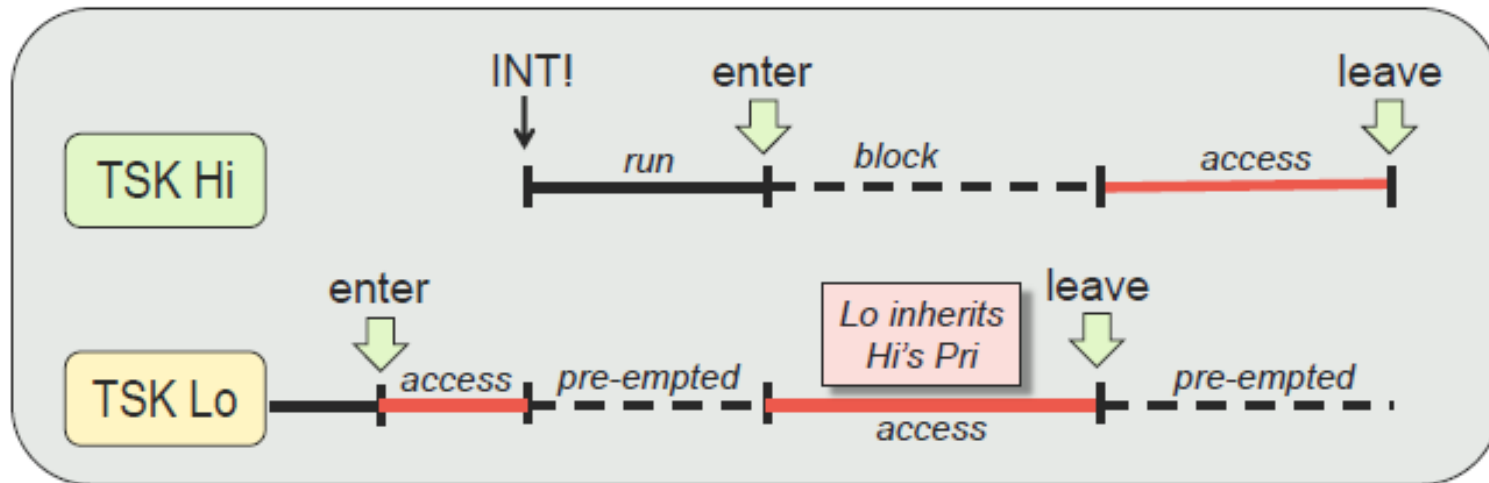 INT!
enter
leave
TSK Hi
run
block
access
enter
Lo inherits
Hi's Pri
leave
TSK Lo
access
pre-empted
access
pre-empted